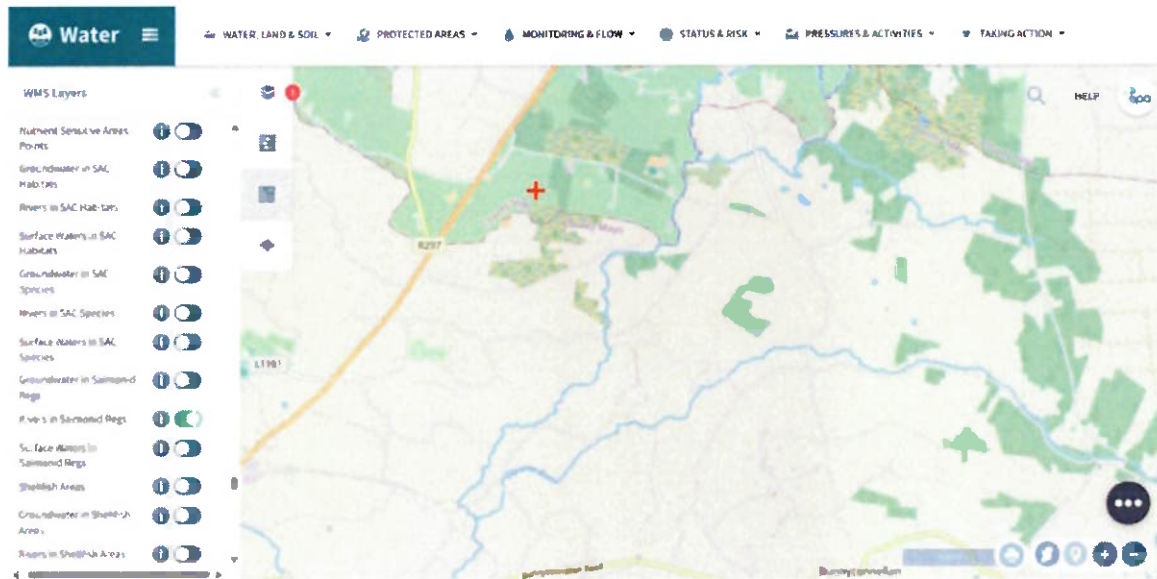 Water
WATER, LAND & SOIL
PROTECTED AREAS
MONITORING & FLOW
STATUS & RISK
PRESSURES & ACTIVITIES
TAKING ACTION
WMS Layers
HELP
epa
Nutrient Sensitive Areas
Points
Groundwater in SAC
Habitats
Rivers in SAC Habitats
Surface Waters in SAC
Habitats
Groundwater in SAC
Species
Rivers in SAC Species
Surface Waters in SAC
Species
Groundwater in Salmonid
Regs
Rivers in Salmonid Regs
Surface Waters in
Salmonid Regs
Shellfish Areas
Groundwater in Shellfish
Areas
Rivers in Shellfish Areas
R297
L1981
Bunnyconnellan